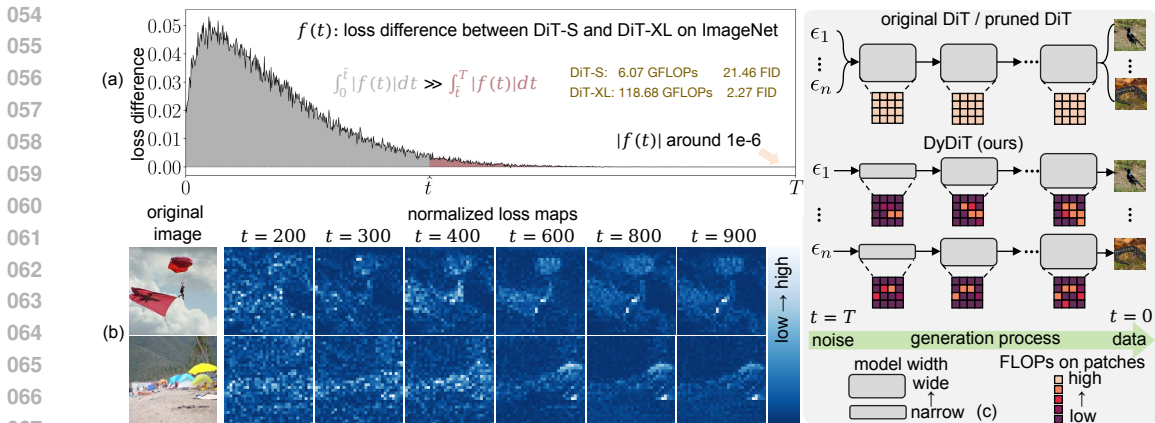 054
055
056
057
058
059
060
061
062
063
064
065
066
(a)
loss difference
0.05
0.04
0.03
0.02
0.01
0.00
f(t): loss difference between DiT-S and DiT-XL on ImageNet
∫₀^t̂ |f(t)|dt ≫ ∫_t̂^T |f(t)|dt
DiT-S: 6.07 GFLOPs 21.46 FID
DiT-XL: 118.68 GFLOPs 2.27 FID
|f(t)| around 1e-6
0 t̂ T
original image
normalized loss maps
t = 200 t = 300 t = 400 t = 600 t = 800 t = 900
(b)
low → high
original DiT / pruned DiT
ϵ₁
⋮
ϵₙ
...
DyDiT (ours)
ϵ₁
...
⋮
⋮
ϵₙ
...
t = T t = 0
noise generation process data
model width
wide
↑
narrow
(c)
FLOPs on patches
high
↑
low